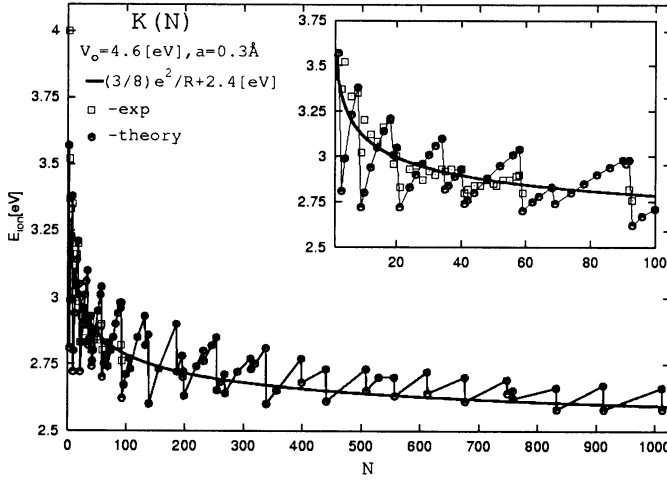 K(N)
V₀=4.6[eV], a=0.3Å
(3/8)e²/R+2.4[eV]
-exp
-theory
E_ion[eV]
4
3.75
3.5
3.25
3
2.75
2.5
0 100 200 300 400 500 600 700 800 900 1000
N
3.75
3.5
3.25
3
2.75
2.5
2.25
20 40 60 80 100